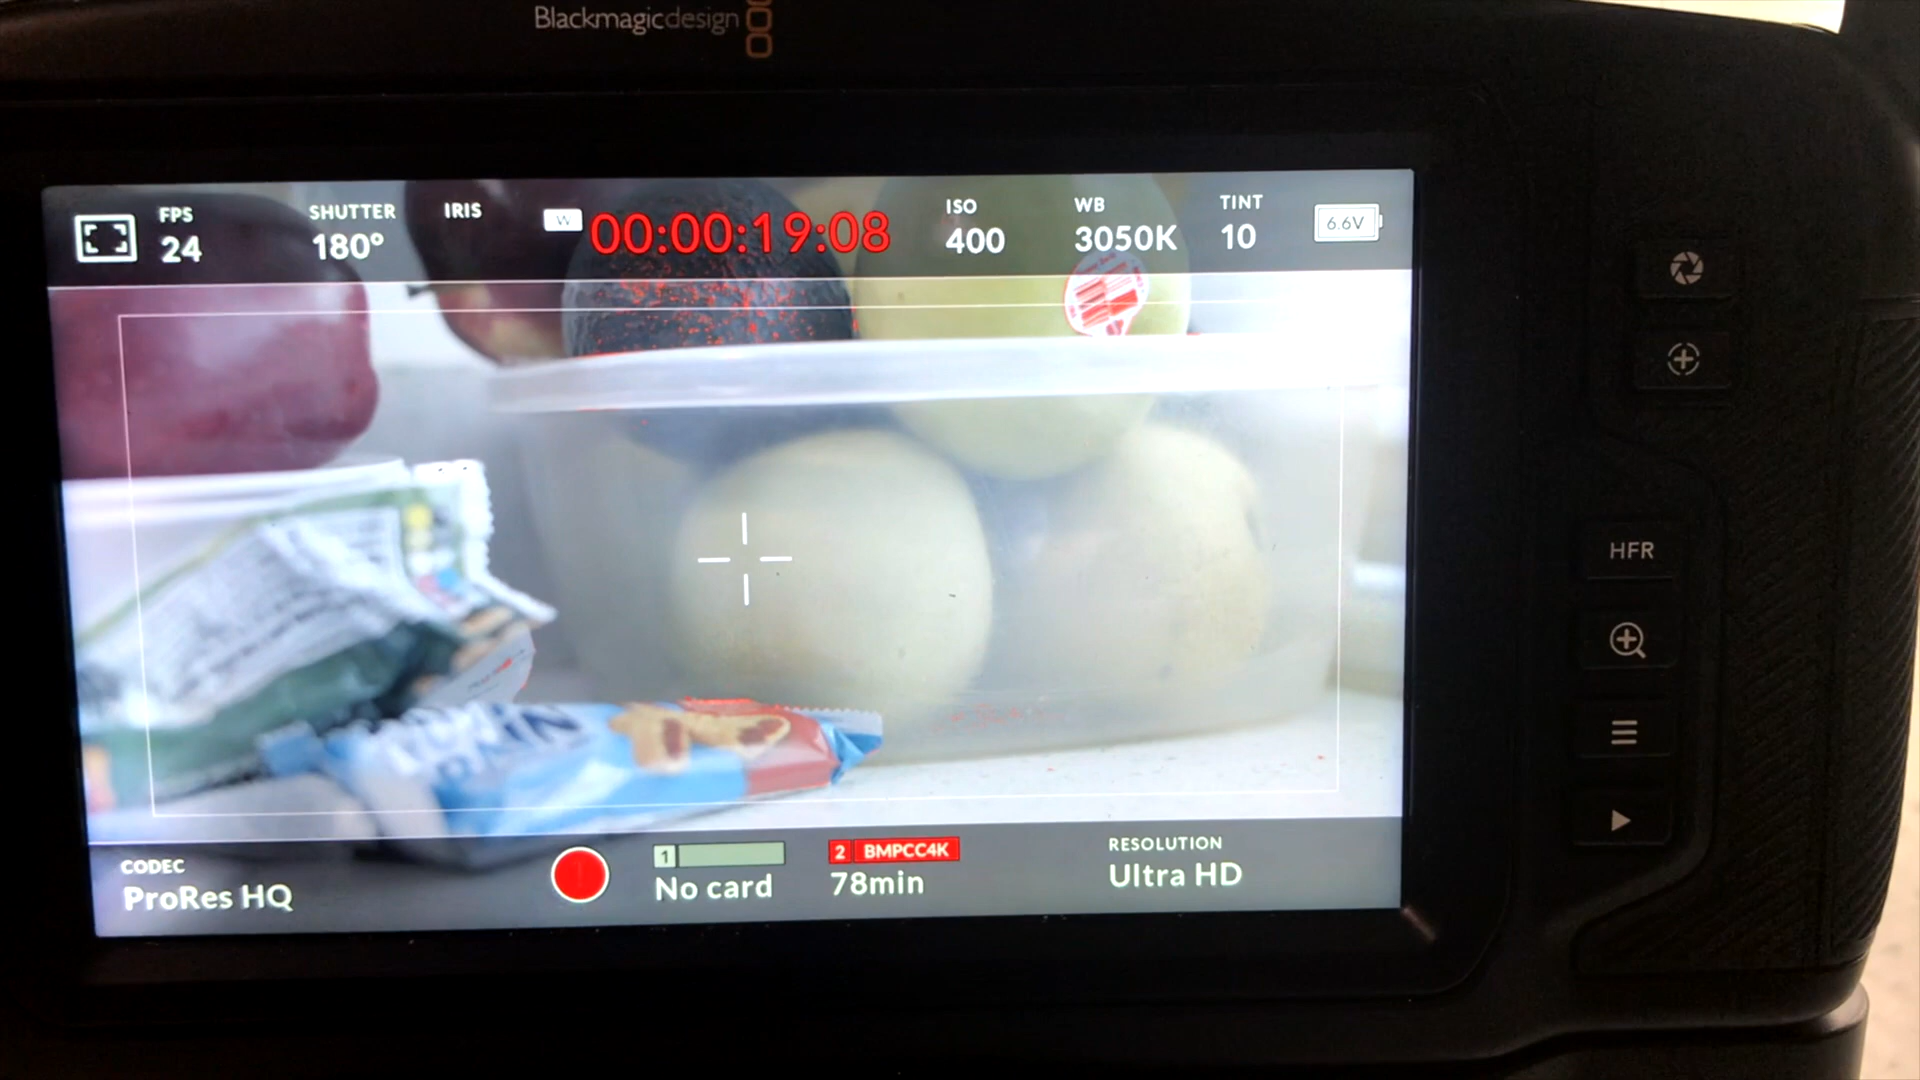 Blackmagicdesign
FPS
24
SHUTTER
180°
IRIS
W
00:00:19:08
ISO
400
WB
3050K
TINT
10
6.6V
HFR
CODEC
ProRes HQ
1
No card
2 BMPCC4K
78min
RESOLUTION
Ultra HD